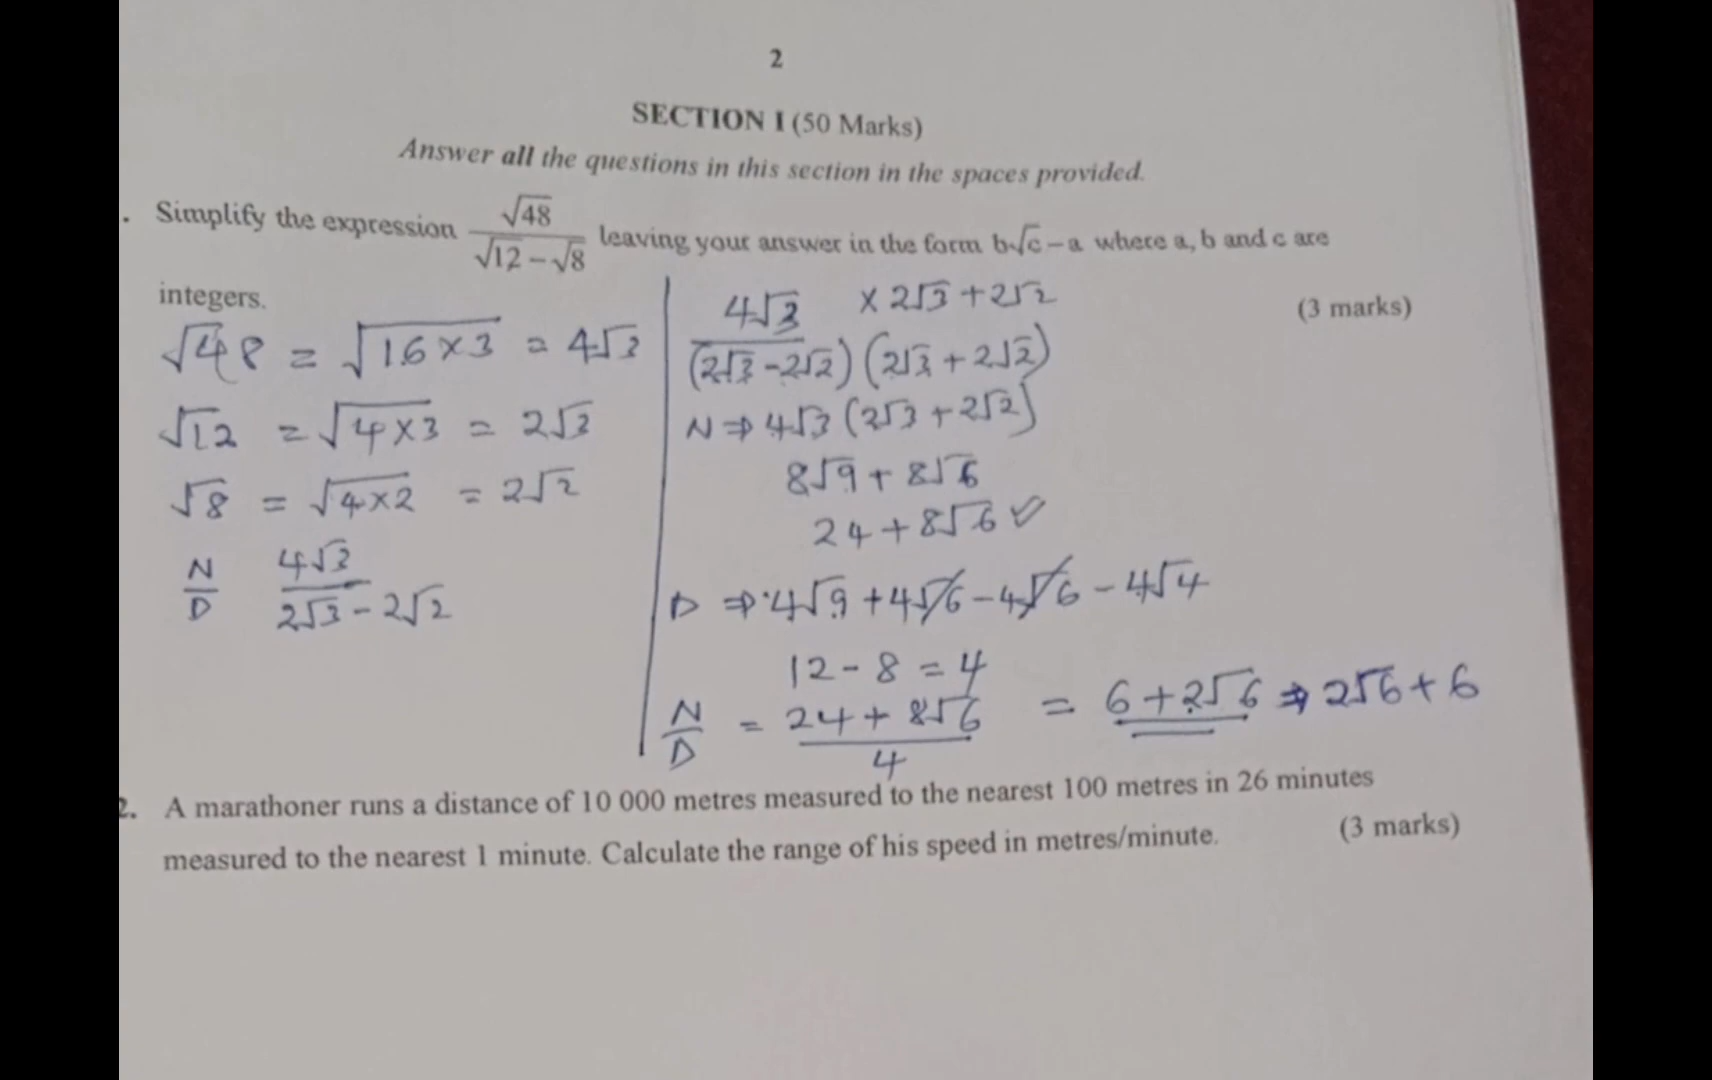 2
SECTION I (50 Marks)
Answer all the questions in this section in the spaces provided.
. Simplify the expression √48 / (√12 − √8) leaving your answer in the form b√c − a where a, b and c are
integers.
(3 marks)
√48 = √16×3 = 4√3
√12 = √4×3 = 2√3
√8 = √4×2 = 2√2
N/D 4√3 / (2√3 − 2√2)
4√3 × 2√3 + 2√2
(2√3 − 2√2) (2√3 + 2√2)
N ⇒ 4√3 (2√3 + 2√2)
8√9 + 8√6
24 + 8√6 ✓
D ⇒ 4√9 + 4√6 − 4√6 − 4√4
12 − 8 = 4
N/D = (24 + 8√6) / 4 = 6 + 2√6 ⇒ 2√6 + 6
2. A marathoner runs a distance of 10 000 metres measured to the nearest 100 metres in 26 minutes
measured to the nearest 1 minute. Calculate the range of his speed in metres/minute.
(3 marks)